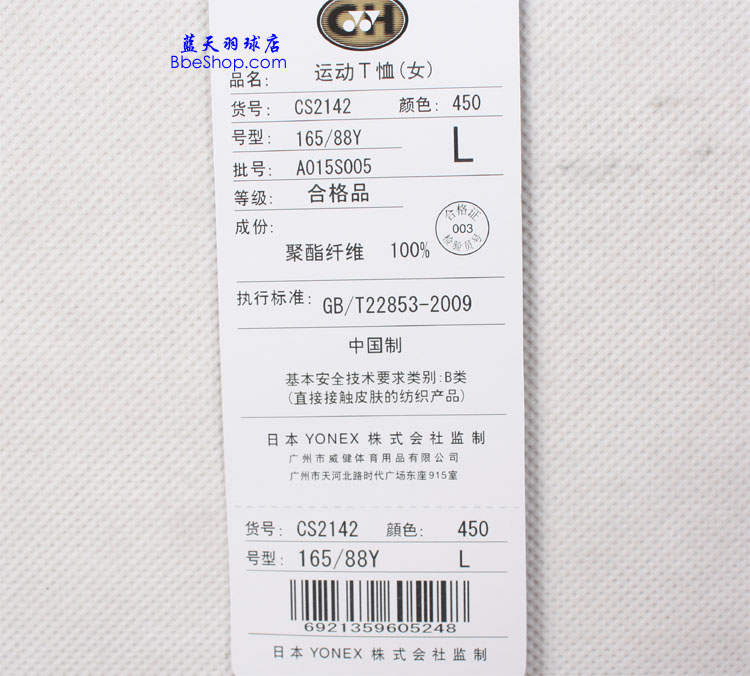 蓝天羽球店
BbeShop.com
品名: 运动T恤(女)
货号: CS2142 颜色: 450
号型: 165/88Y L
批号: A015S005
等级: 合格品
成份:
聚酯纤维 100%
合格证
003
检验员号
执行标准: GB/T22853-2009
中国制
基本安全技术要求类别:B类
(直接接触皮肤的纺织产品)
日本 YONEX 株式会社监制
广州市威健体育用品有限公司
广州市天河北路时代广场东座915室
货号: CS2142 颜色: 450
号型: 165/88Y L
6921359605248
日本 YONEX 株式会社监制